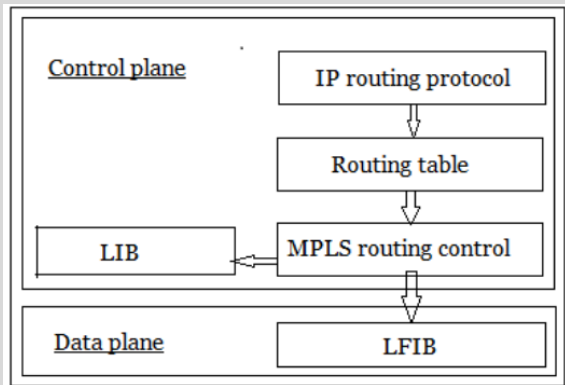 Control plane
IP routing protocol
Routing table
LIB
MPLS routing control
Data plane
LFIB